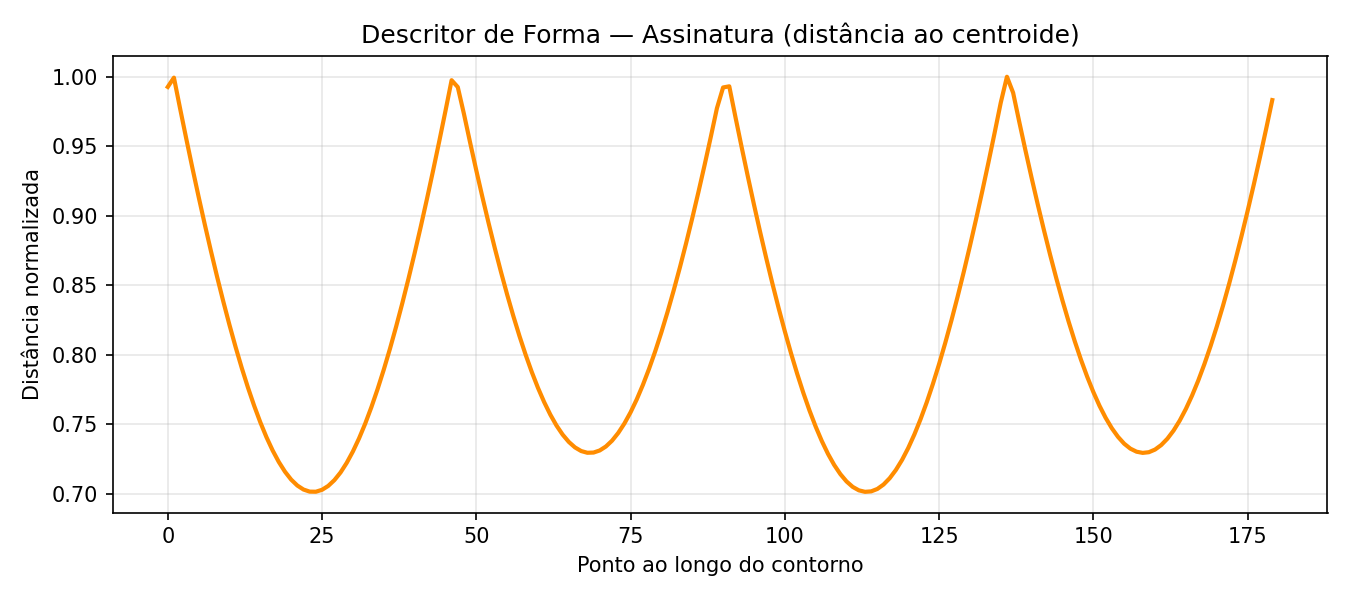 Descritor de Forma — Assinatura (distância ao centroide)
Distância normalizada
1.00
0.95
0.90
0.85
0.80
0.75
0.70
0 25 50 75 100 125 150 175
Ponto ao longo do contorno